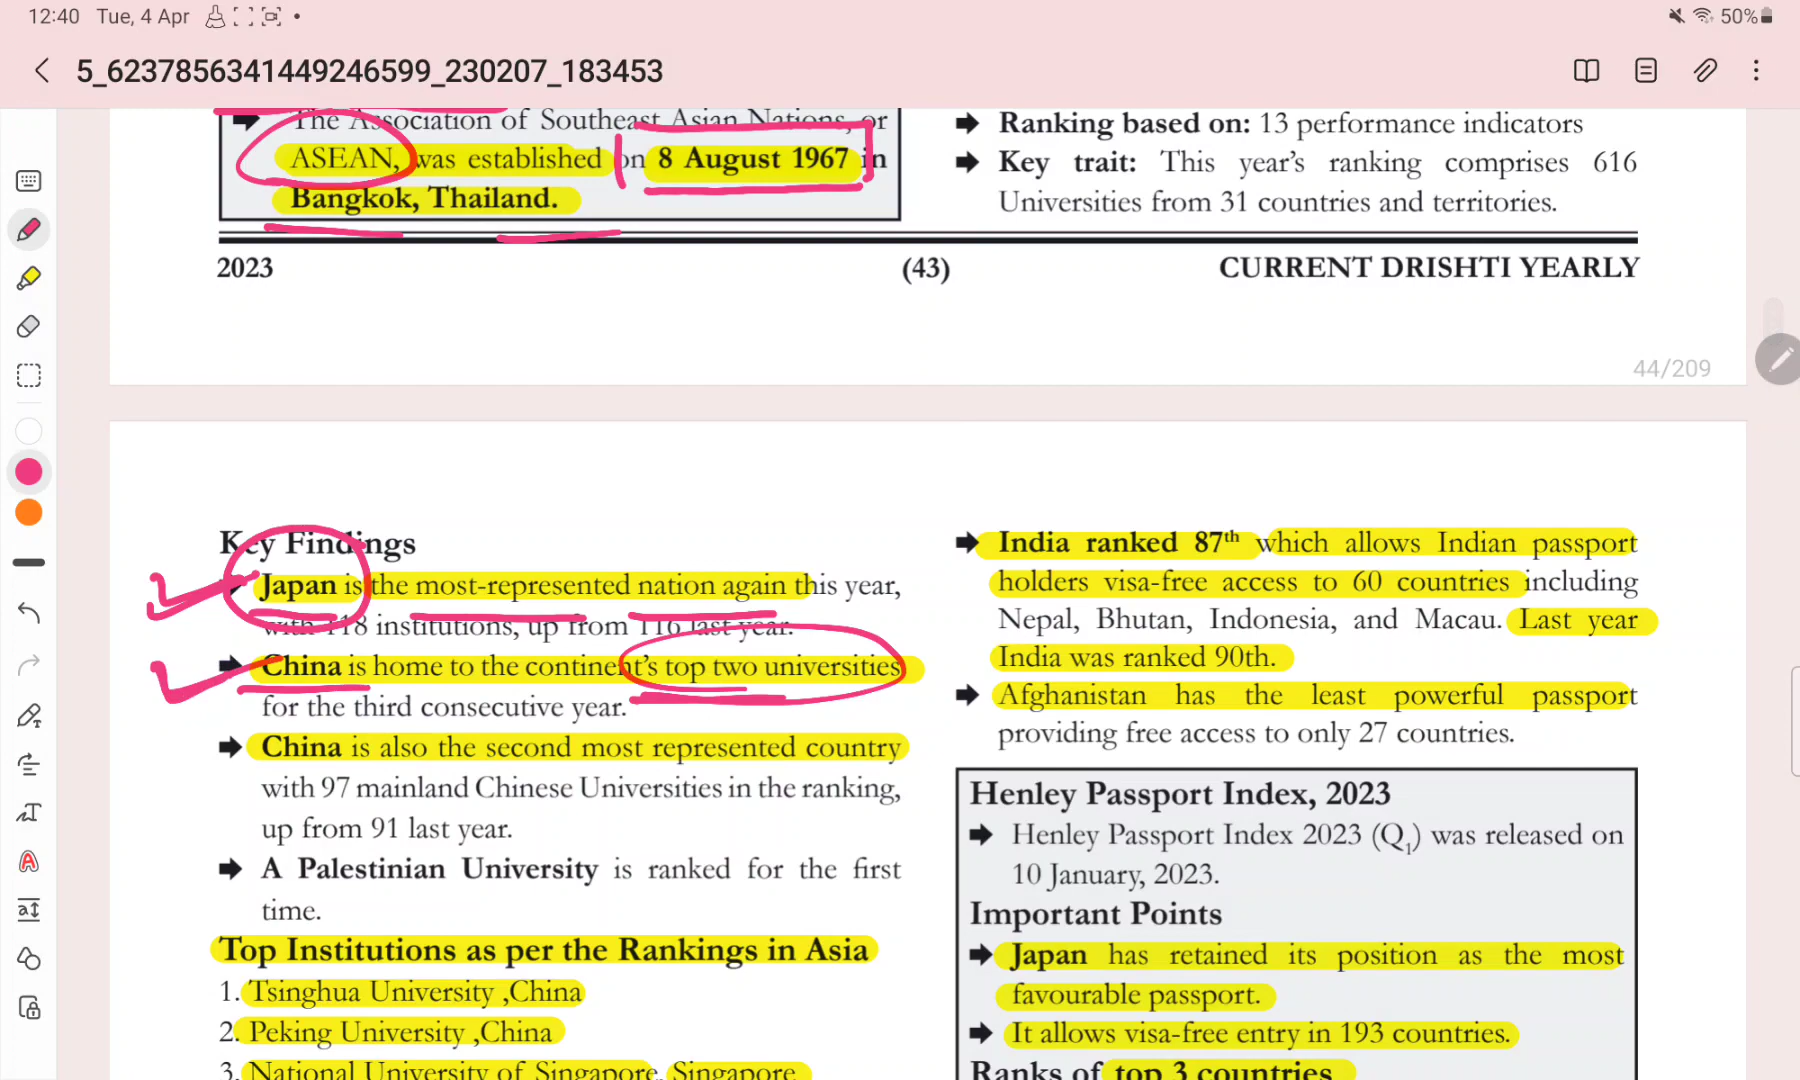 12:40 Tue, 4 Apr
50%
5_6237856341449246599_230207_183453
The Association of Southeast Asian Nations, or
ASEAN, was established on 8 August 1967 in
Bangkok, Thailand.
Ranking based on: 13 performance indicators
Key trait: This year's ranking comprises 616
Universities from 31 countries and territories.
2023 (43) CURRENT DRISHTI YEARLY
44/209
Key Findings
Japan is the most-represented nation again this year,
with 118 institutions, up from 116 last year.
China is home to the continent's top two universities
for the third consecutive year.
China is also the second most represented country
with 97 mainland Chinese Universities in the ranking,
up from 91 last year.
A Palestinian University is ranked for the first
time.
Top Institutions as per the Rankings in Asia
1. Tsinghua University ,China
2. Peking University ,China
3. National University of Singapore, Singapore
India ranked 87th which allows Indian passport
holders visa-free access to 60 countries including
Nepal, Bhutan, Indonesia, and Macau. Last year
India was ranked 90th.
Afghanistan has the least powerful passport
providing free access to only 27 countries.
Henley Passport Index, 2023
Henley Passport Index 2023 (Q1) was released on
10 January, 2023.
Important Points
Japan has retained its position as the most
favourable passport.
It allows visa-free entry in 193 countries.
Ranks of top 3 countries